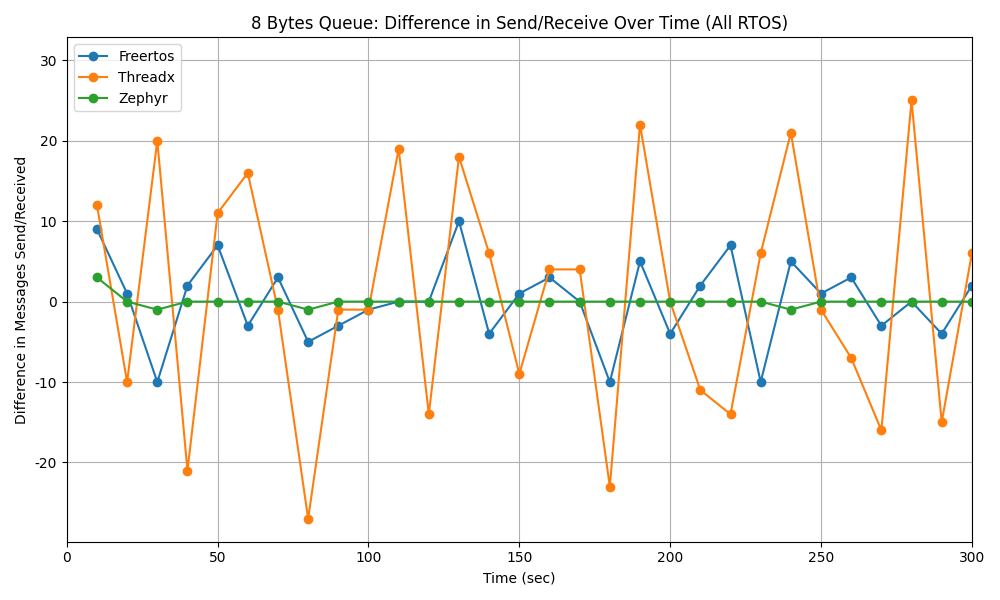 8 Bytes Queue: Difference in Send/Receive Over Time (All RTOS)
Freertos
Threadx
Zephyr
Difference in Messages Send/Received
30
20
10
0
-10
-20
0 50 100 150 200 250 300
Time (sec)